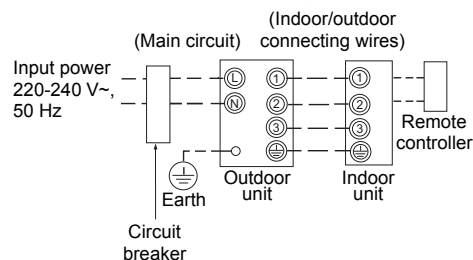 (Indoor/outdoor
connecting wires)
(Main circuit)
Input power
220-240 V~,
50 Hz
L
N
1
2
3
1
2
3
Remote
controller
Earth
Outdoor
unit
Indoor
unit
Circuit
breaker